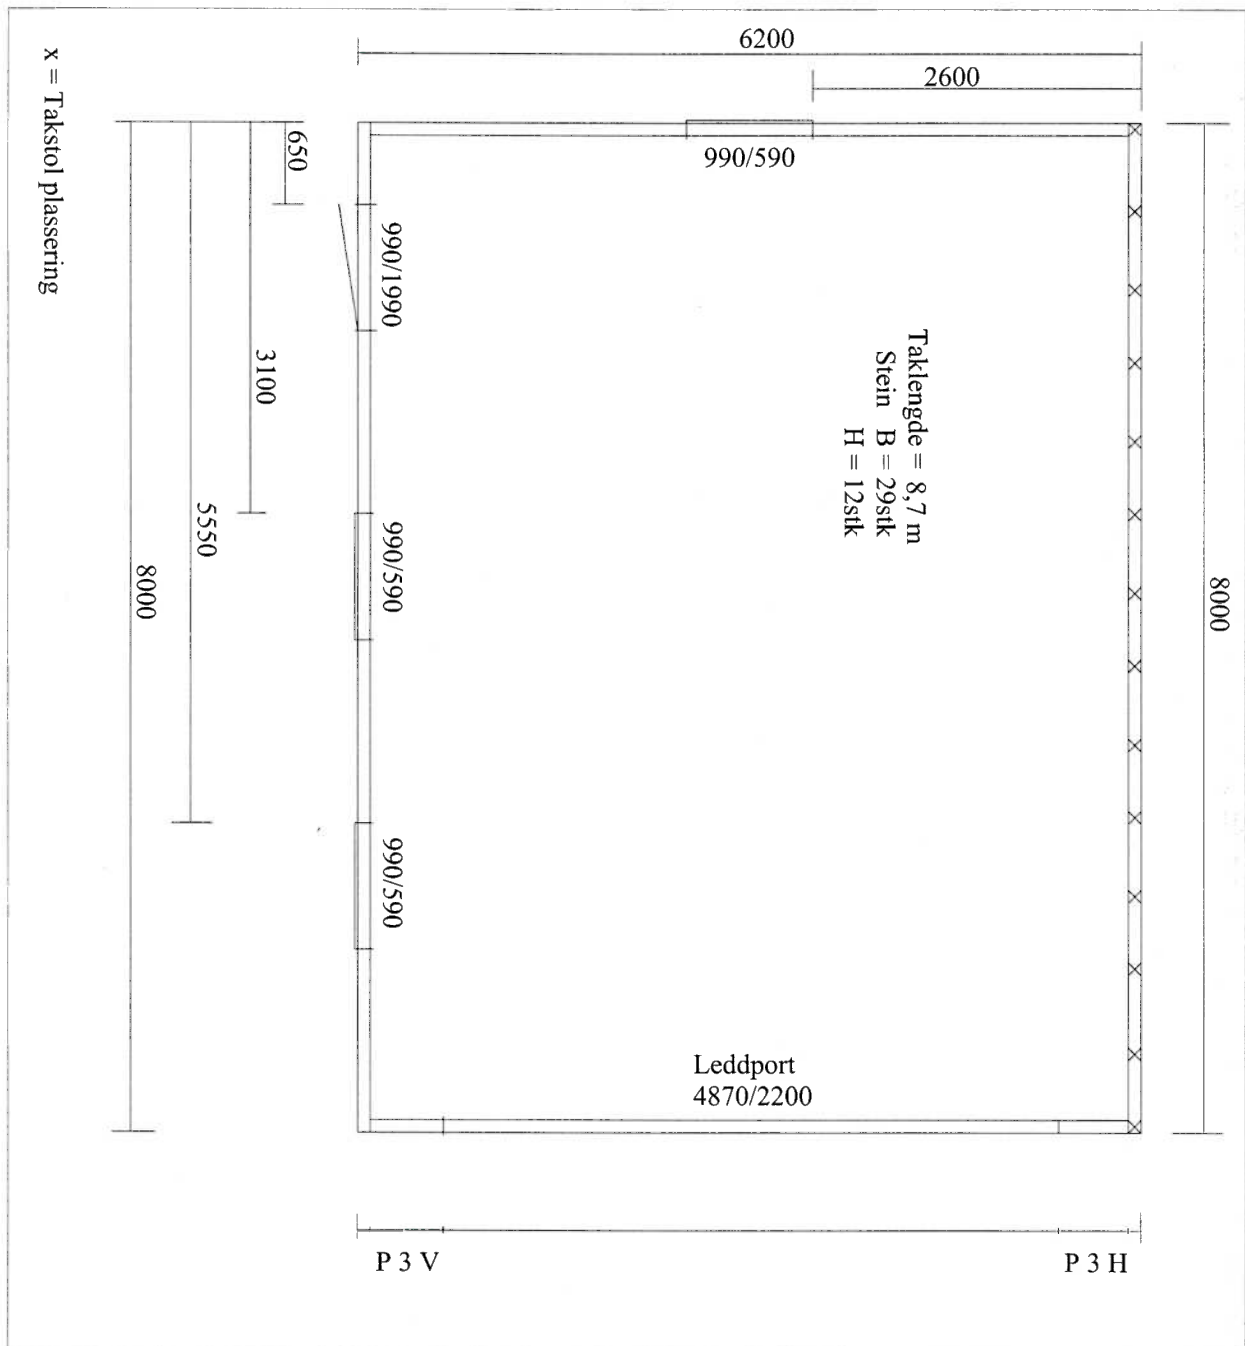 6200
2600
x = Takstol plassering
650
990/590
990/1990
Taklengde = 8,7 m
Stein B = 29stk
H = 12stk
3100
5550
8000
8000
990/590
990/590
Leddport
4870/2200
P 3 V
P 3 H